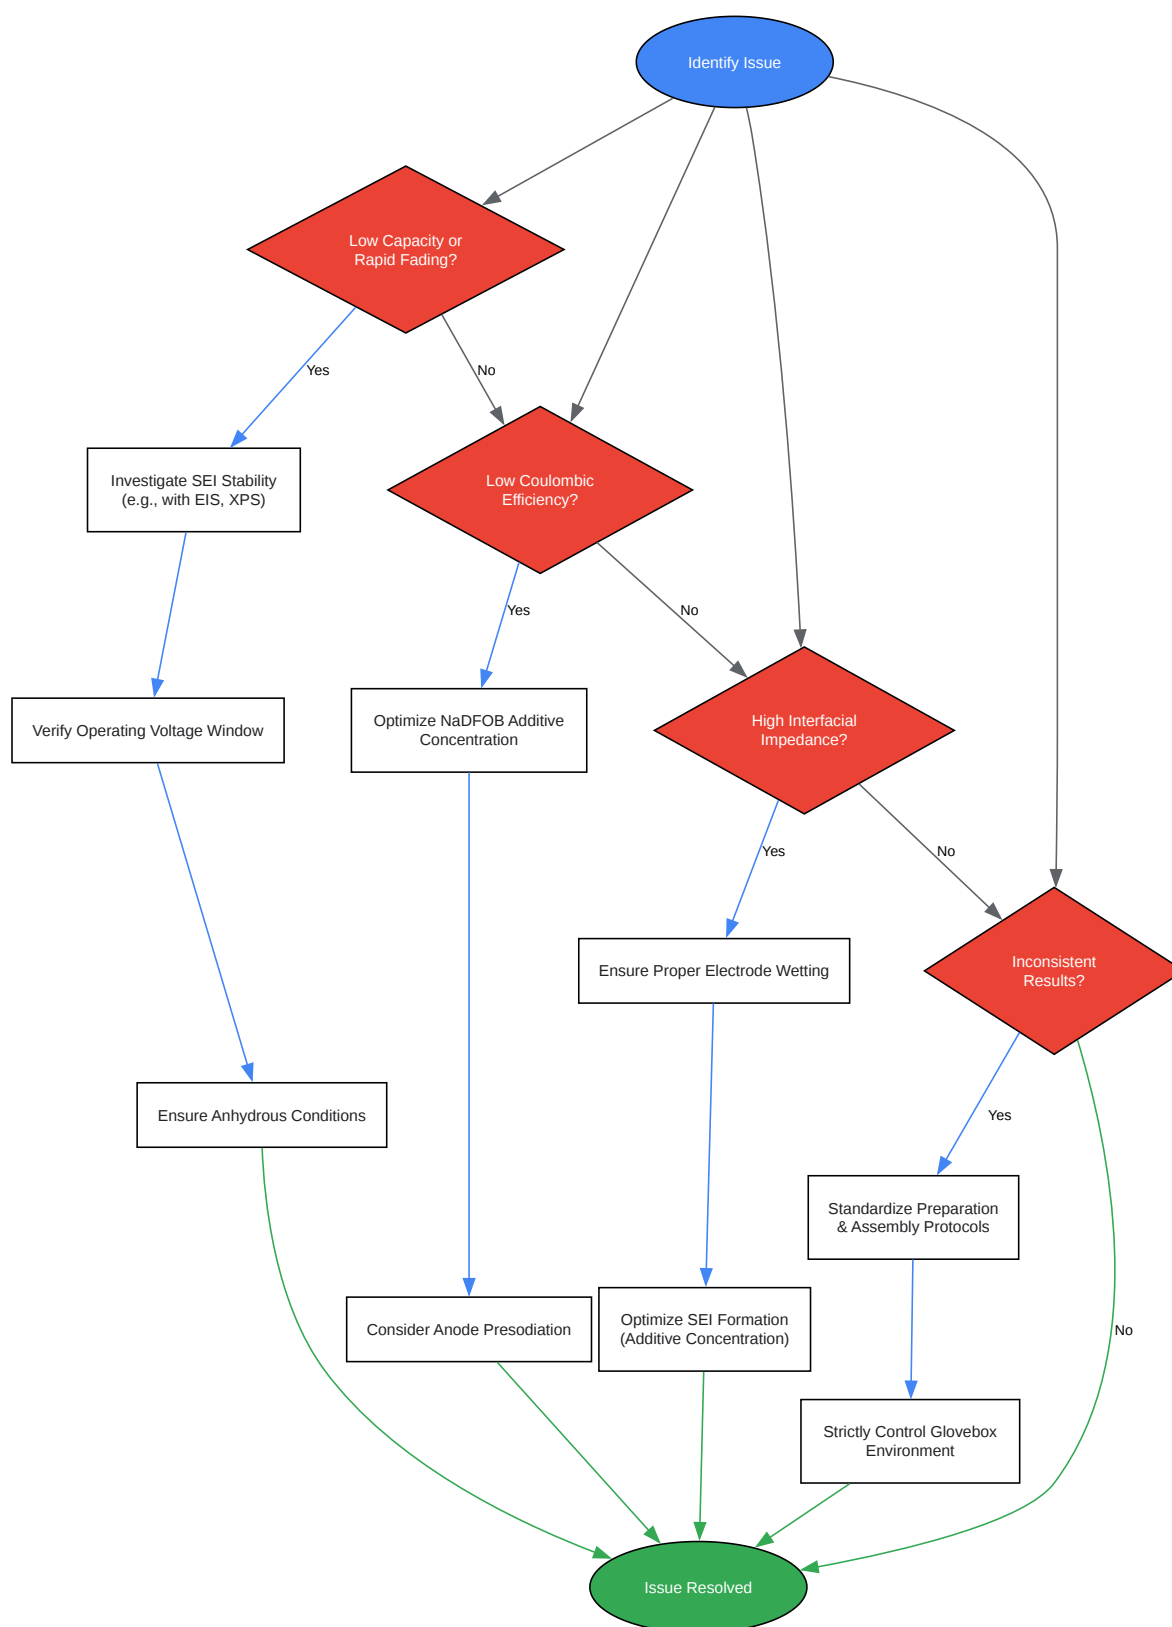 Identify Issue
Low Capacity or
Rapid Fading?
Yes
No
Investigate SEI Stability
(e.g., with EIS, XPS)
Low Coulombic
Efficiency?
Yes
No
Verify Operating Voltage Window
Optimize NaDFOB Additive
Concentration
High Interfacial
Impedance?
Yes
No
Ensure Proper Electrode Wetting
Inconsistent
Results?
Ensure Anhydrous Conditions
Yes
Standardize Preparation
& Assembly Protocols
Consider Anode Presodiation
Optimize SEI Formation
(Additive Concentration)
No
Strictly Control Glovebox
Environment
Issue Resolved